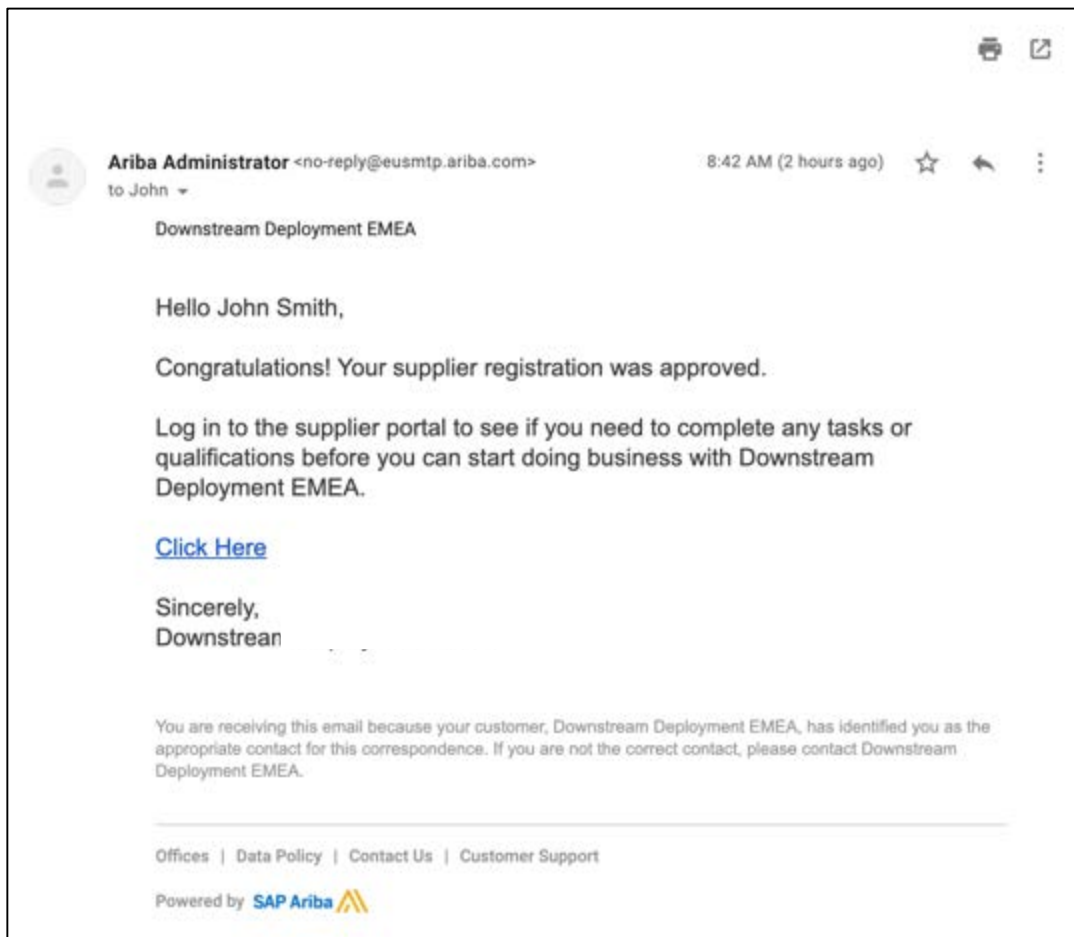 Ariba Administrator <no-reply@eusmtp.ariba.com> 8:42 AM (2 hours ago)
to John
Downstream Deployment EMEA
Hello John Smith,
Congratulations! Your supplier registration was approved.
Log in to the supplier portal to see if you need to complete any tasks or
qualifications before you can start doing business with Downstream
Deployment EMEA.
Click Here
Sincerely,
You are receiving this email because your customer, Downstream Deployment EMEA, has identified you as the
appropriate contact for this correspondence. If you are not the correct contact, please contact Downstream
Deployment EMEA.
Offices | Data Policy | Contact Us | Customer Support
Powered by SAP Ariba